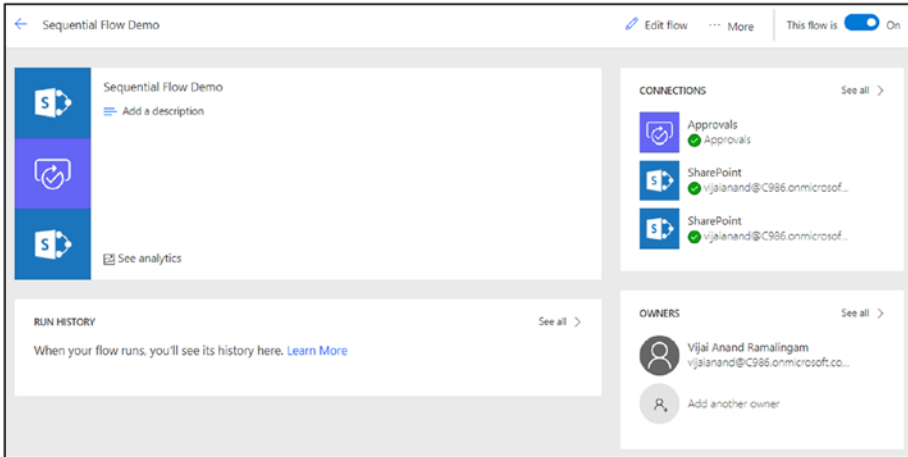 Sequential Flow Demo
Edit flow
··· More
This flow is
On
Sequential Flow Demo
Add a description
See analytics
RUN HISTORY
See all
When your flow runs, you'll see its history here. Learn More
CONNECTIONS
See all
Approvals
Approvals
SharePoint
vijaianand@C986.onmicrosof...
SharePoint
vijaianand@C986.onmicrosof...
OWNERS
See all
Vijai Anand Ramalingam
vijaianand@C986.onmicrosoft.co...
Add another owner
S
S
S
S